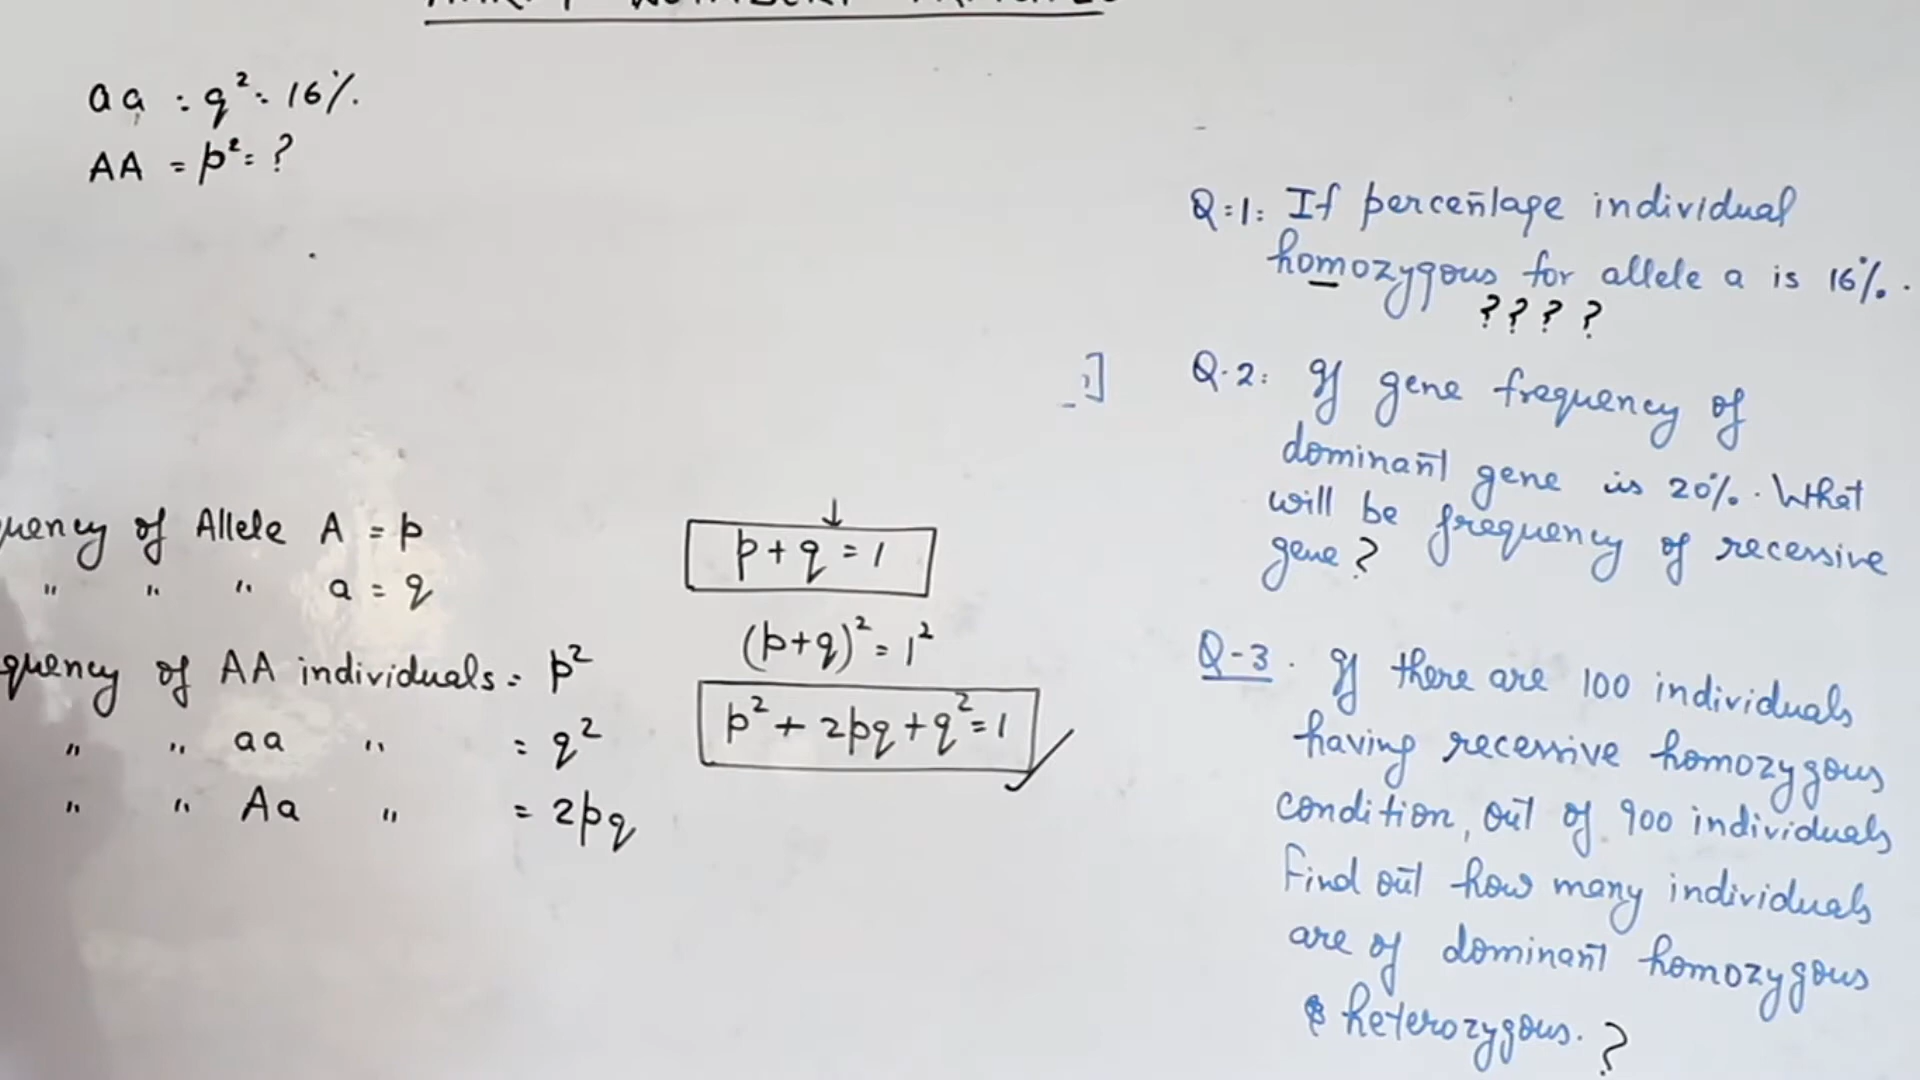 aa : q²: 16%.
AA = p²= ?
Q:1: If percentage individual
homozygous for allele a is 16%.
? ? ? ?
Q.2: If gene frequency of
dominant gene is 20%. What
will be frequency of recessive
gene?
quency of Allele A = p
" " " a = q
quency of AA individuals = p²
" " aa " = q²
" " Aa " = 2pq
p + q = 1
(p+q)² = 1²
p² + 2pq + q² = 1
Q-3. If there are 100 individuals
having recessive homozygous
condition, out of 900 individuals
Find out how many individuals
are of dominant homozygous
& heterozygous. ?